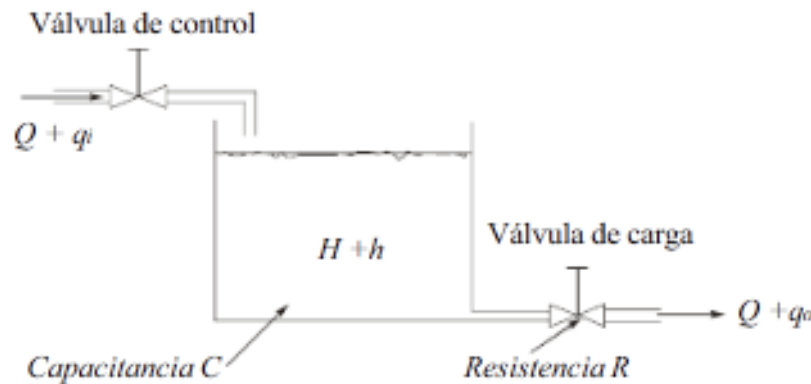 Válvula de control
Q + qi
H + h
Válvula de carga
Q + qo
Capacitancia C
Resistencia R